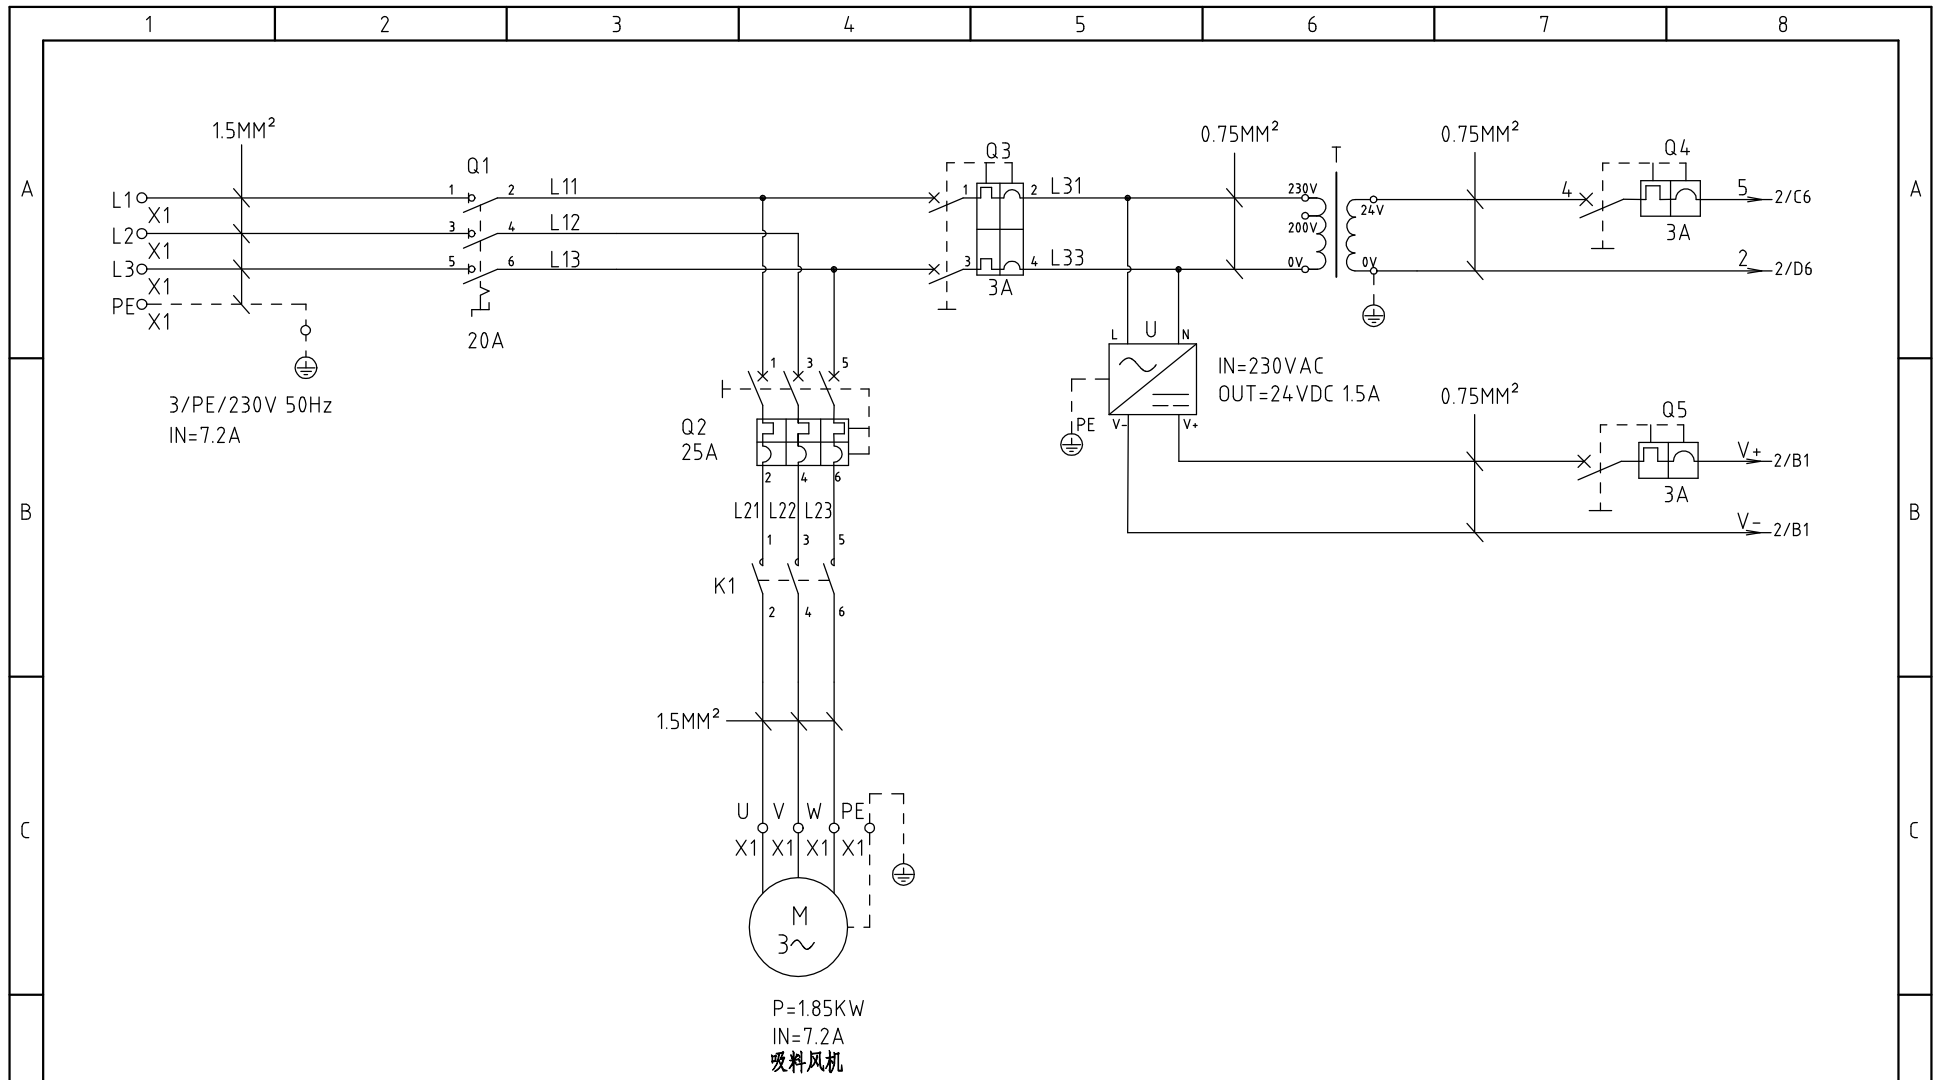 1 2 3 4 5 6 7 8
A A
B B
C C
1.5MM²
L1 X1
L2 X1
L3 X1
PE X1
3/PE/230V 50Hz
IN=7.2A
Q1
1 2 L11
3 4 L12
5 6 L13
20A
Q3
1 2 L31
3 4 L33
3A
0.75MM²
T
230V
200V
0V
24V
0V
0.75MM²
Q4
4 5 2/C6
3A
2 2/D6
L U N
IN=230VAC
OUT=24VDC 1.5A
PE V- V+
0.75MM²
Q5
V+ 2/B1
3A
V- 2/B1
1 3 5
Q2
25A
2 4 6
L21 L22 L23
1 3 5
K1
2 4 6
1.5MM²
U V W PE
X1 X1 X1 X1
M
3~
P=1.85KW
IN=7.2A
吸料风机